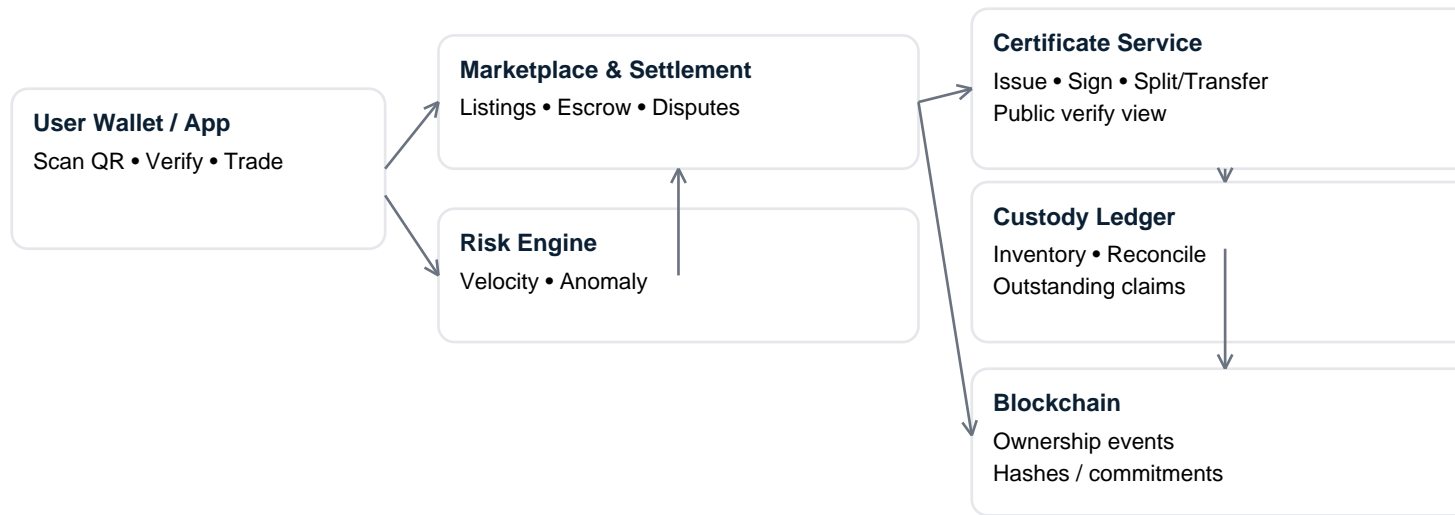 User Wallet / App
Scan QR • Verify • Trade
Marketplace & Settlement
Listings • Escrow • Disputes
Risk Engine
Velocity • Anomaly
Certificate Service
Issue • Sign • Split/Transfer
Public verify view
Custody Ledger
Inventory • Reconcile
Outstanding claims
Blockchain
Ownership events
Hashes / commitments